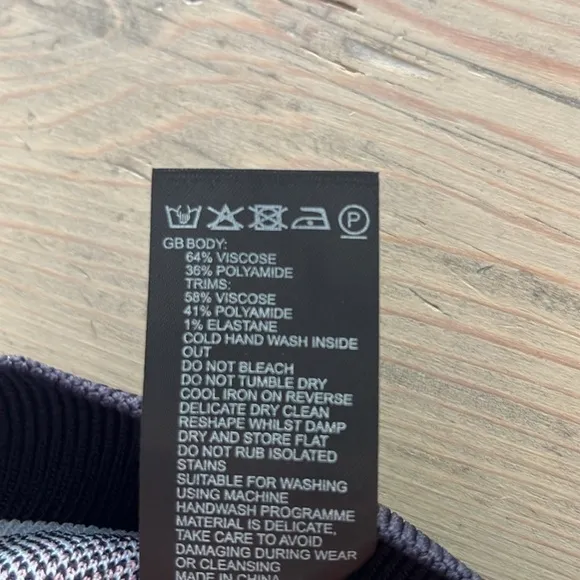 P
GB BODY:
64% VISCOSE
36% POLYAMIDE
TRIMS:
58% VISCOSE
41% POLYAMIDE
1% ELASTANE
COLD HAND WASH INSIDE
OUT
DO NOT BLEACH
DO NOT TUMBLE DRY
COOL IRON ON REVERSE
DELICATE DRY CLEAN
RESHAPE WHILST DAMP
DRY AND STORE FLAT
DO NOT RUB ISOLATED
STAINS
SUITABLE FOR WASHING
USING MACHINE
HANDWASH PROGRAMME
MATERIAL IS DELICATE,
TAKE CARE TO AVOID
DAMAGING DURING WEAR
OR CLEANSING
MADE IN CHINA